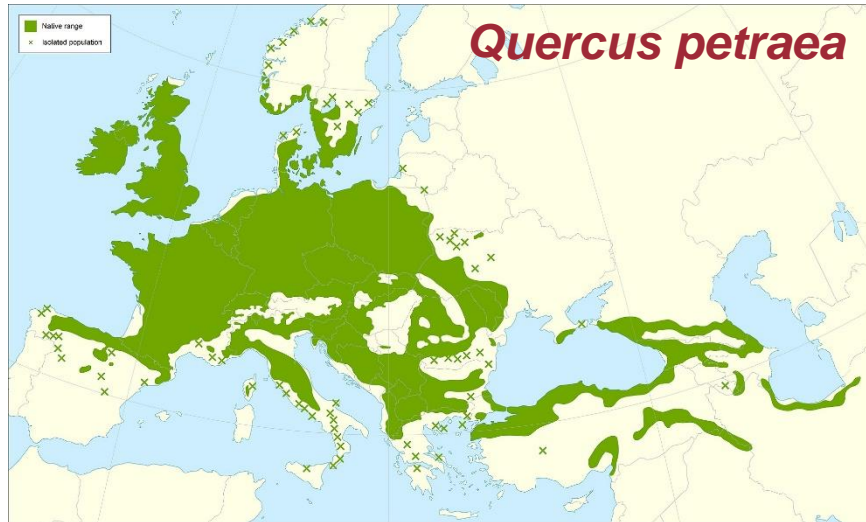 Native range
Isolated population
Quercus petraea